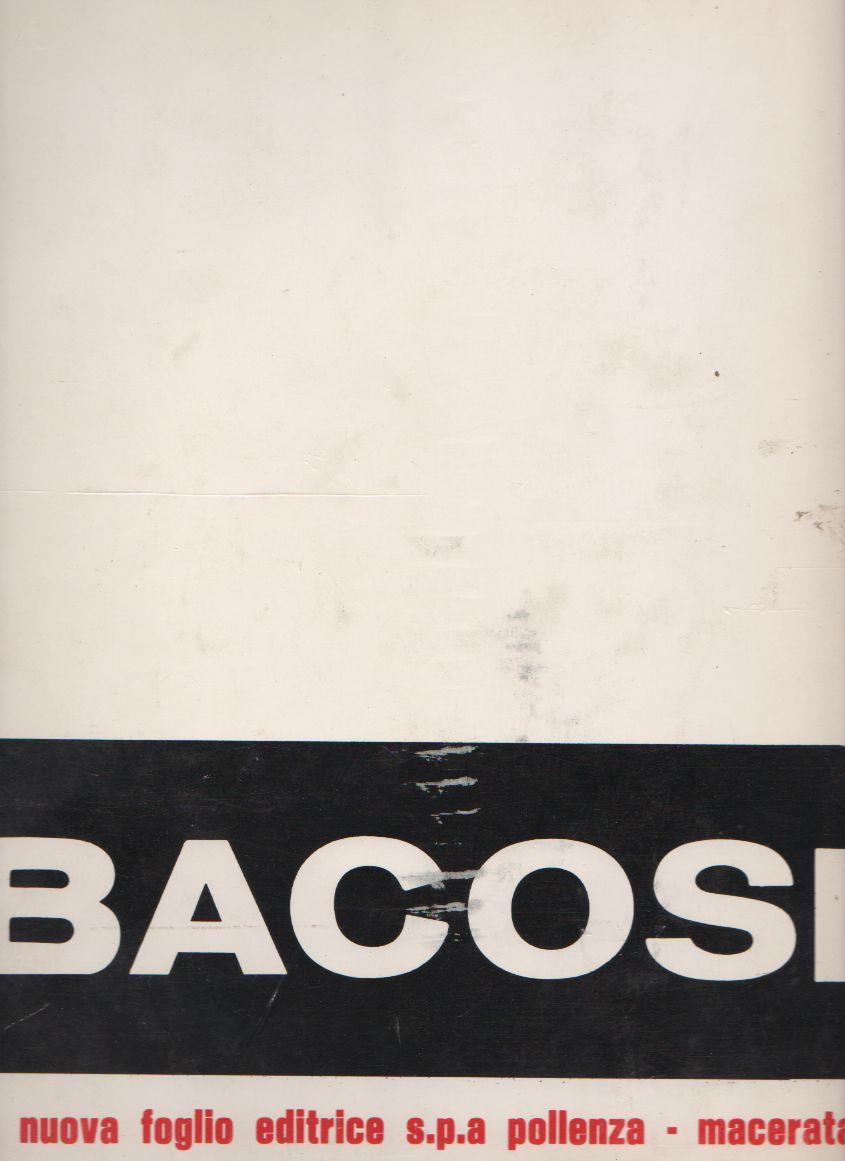 BACOSI
nuova foglio editrice s.p.a pollenza - macerata